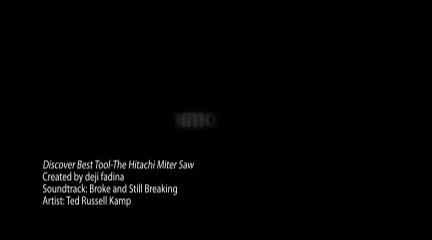 Discover Best Tool-The Hitachi Miter Saw
Created by deji fadina
Soundtrack: Broke and Still Breaking
Artist: Ted Russell Kamp